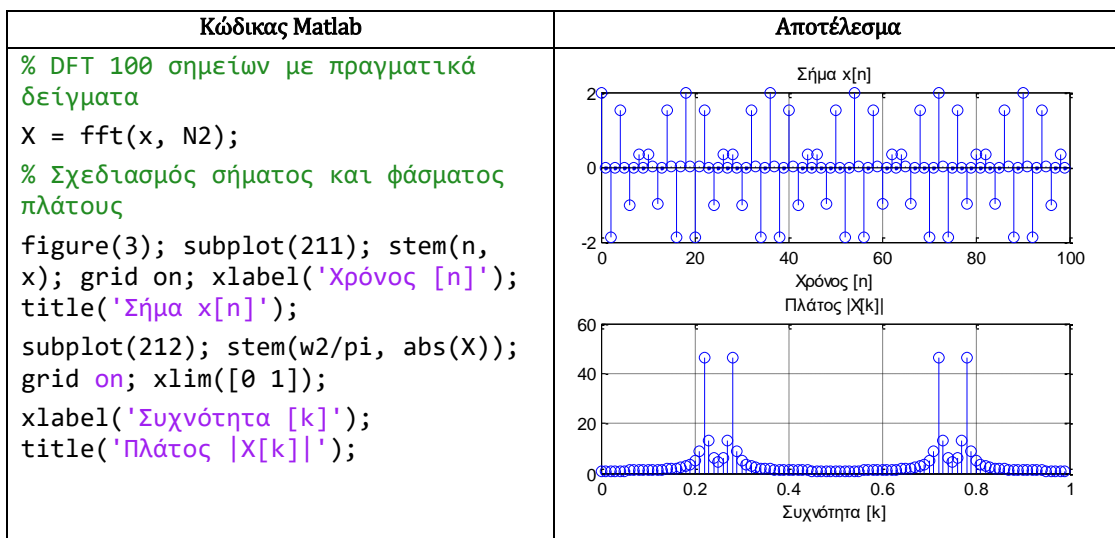 Κώδικας Matlab
Αποτέλεσμα
% DFT 100 σημείων με πραγματικά
δείγματα
X = fft(x, N2);
% Σχεδιασμός σήματος και φάσματος
πλάτους
figure(3); subplot(211); stem(n,
x); grid on; xlabel('Χρόνος [n]');
title('Σήμα x[n]');
subplot(212); stem(w2/pi, abs(X));
grid on; xlim([0 1]);
xlabel('Συχνότητα [k]');
title('Πλάτος |X[k]|');
Σήμα x[n]
2
0
-2
0 20 40 60 80 100
Χρόνος [n]
Πλάτος |X[k]|
60
40
20
0
0 0.2 0.4 0.6 0.8 1
Συχνότητα [k]